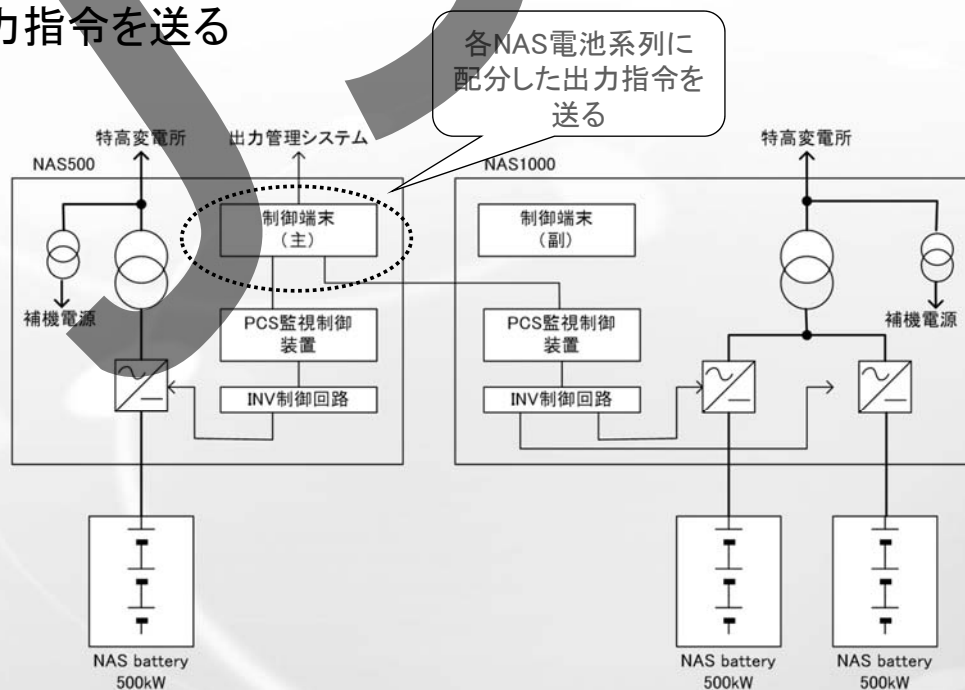 力指令を送る
各NAS電池系列に
配分した出力指令を
送る
特高変電所
出力管理システム
特高変電所
NAS500
NAS1000
制御端末
（主）
制御端末
（副）
補機電源
PCS監視制御
装置
PCS監視制御
装置
補機電源
INV制御回路
INV制御回路
NAS battery
500kW
NAS battery
500kW
NAS battery
500kW